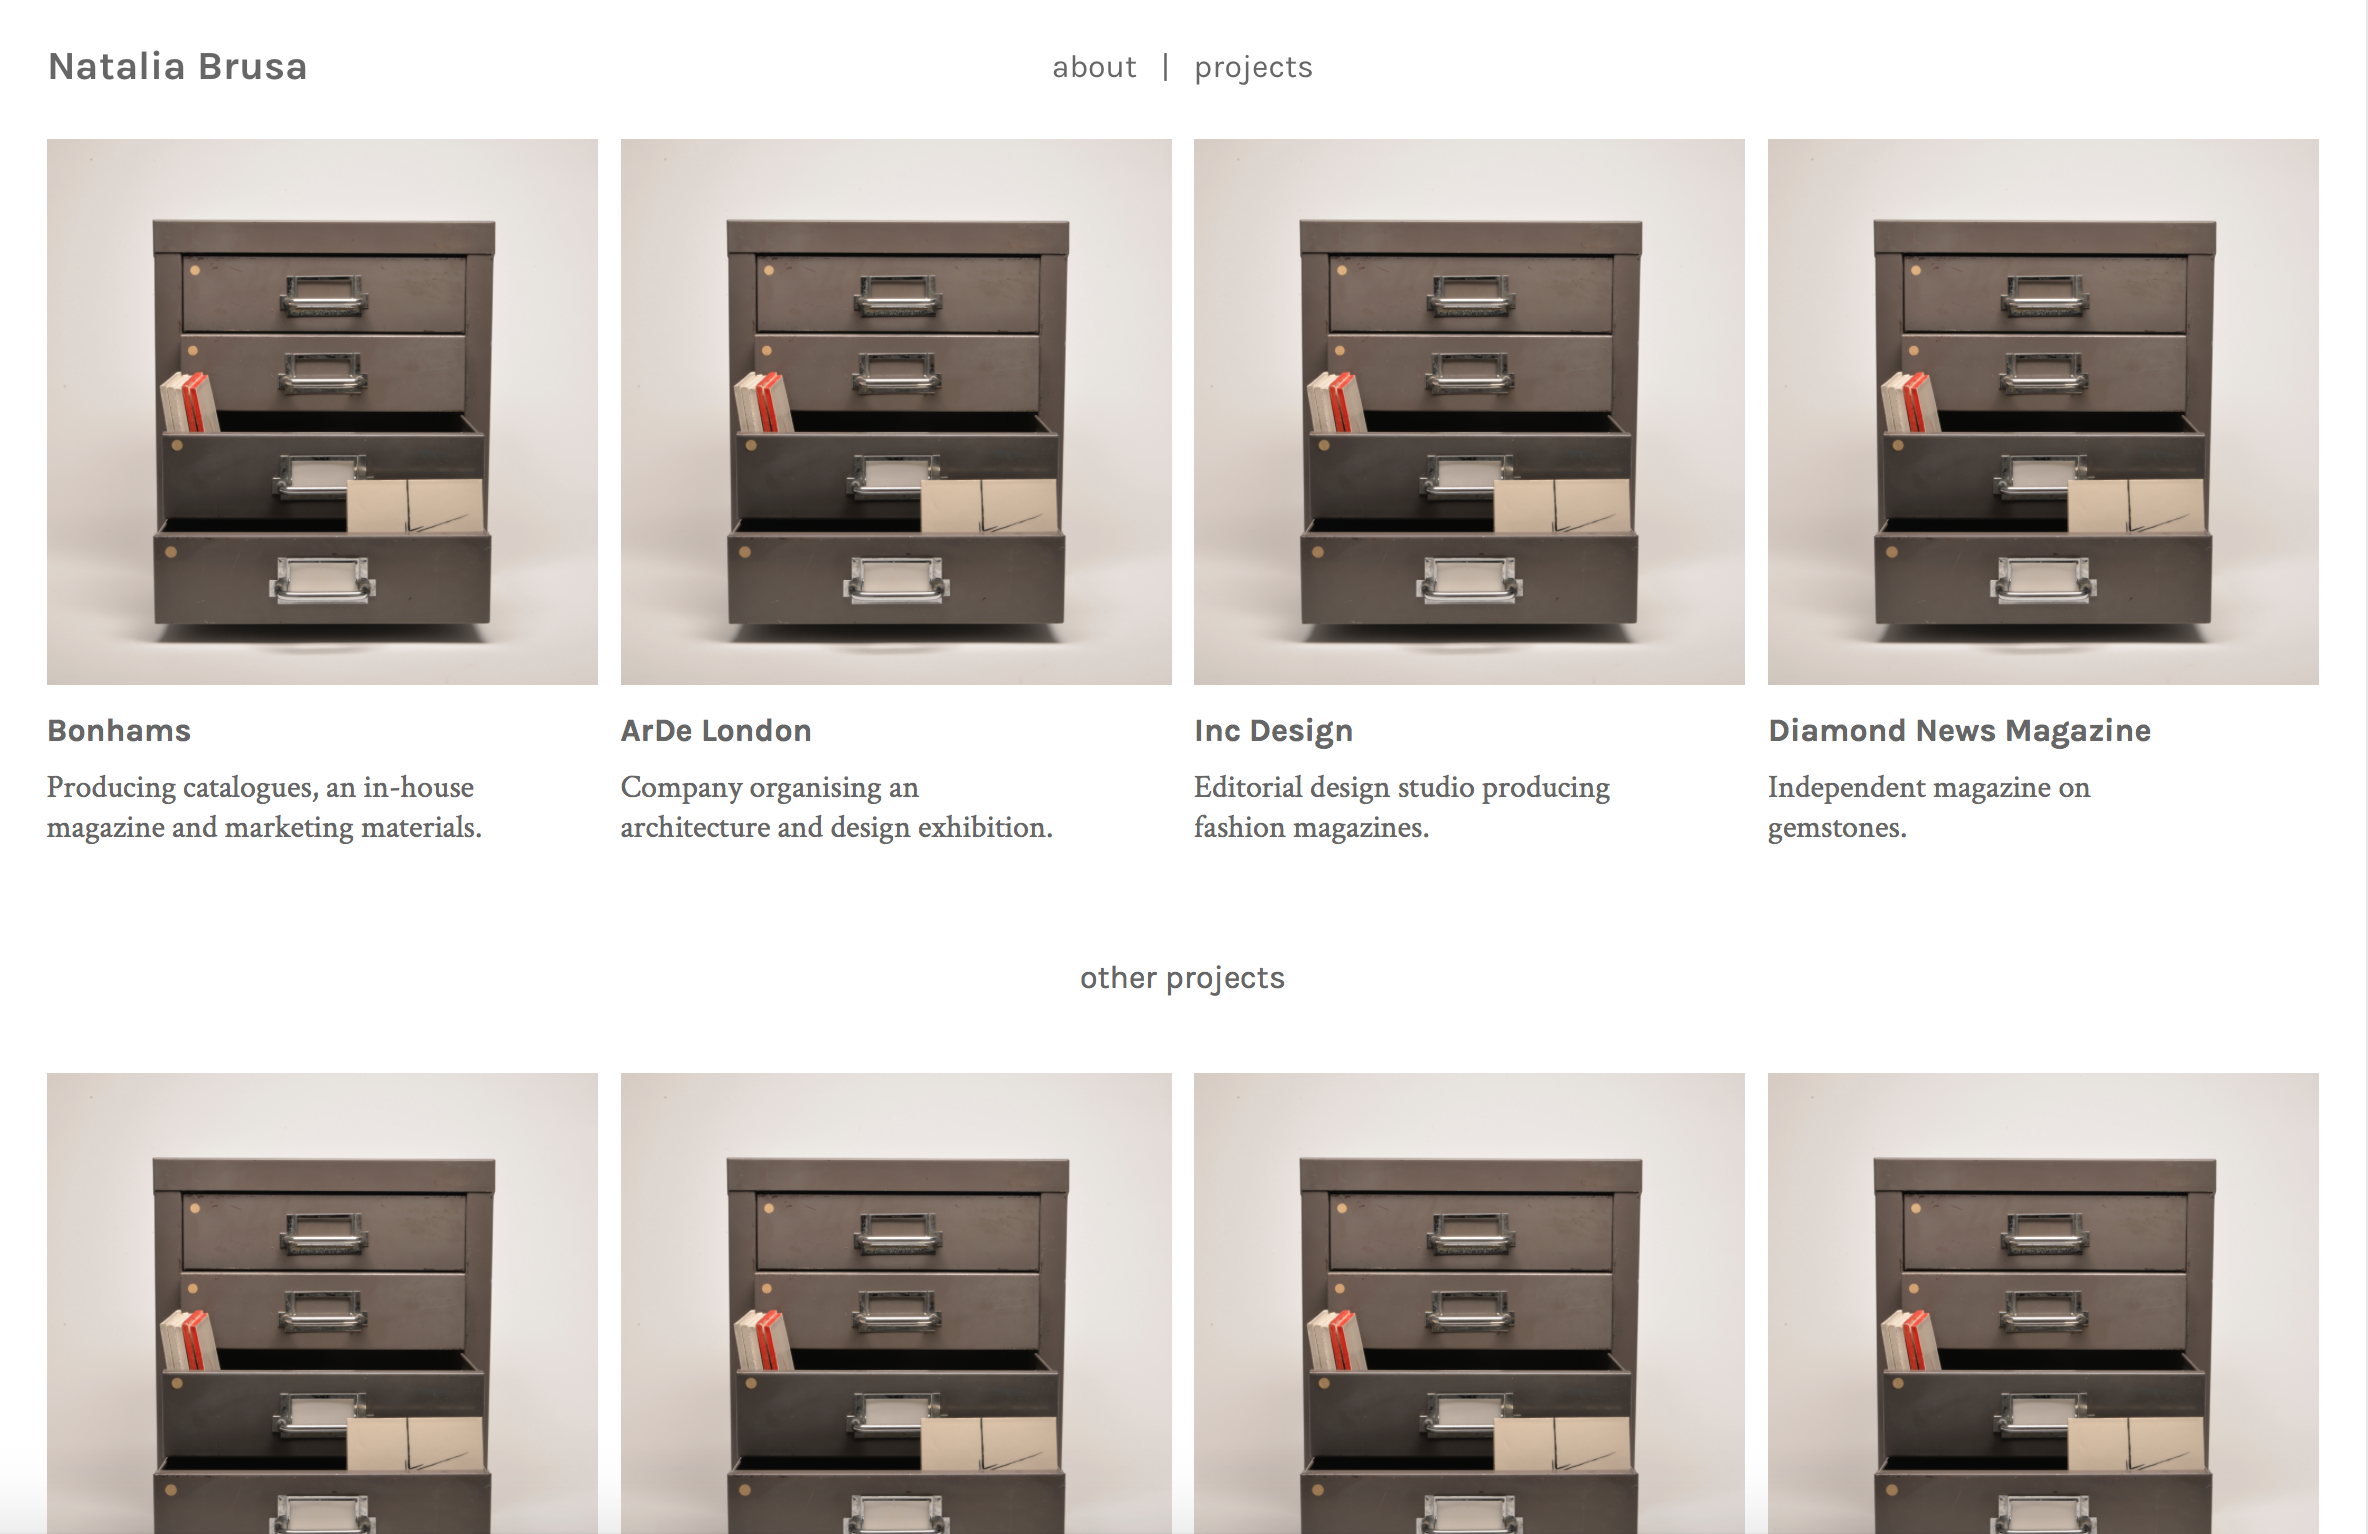 Natalia Brusa
about | projects
Bonhams
Producing catalogues, an in-house
magazine and marketing materials.
ArDe London
Company organising an
architecture and design exhibition.
Inc Design
Editorial design studio producing
fashion magazines.
Diamond News Magazine
Independent magazine on
gemstones.
other projects